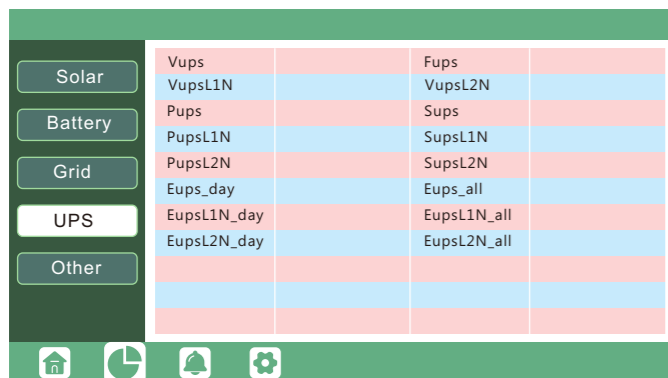 Solar
Battery
Grid
UPS
Other
Vups Fups
VupsL1N VupsL2N
Pups Sups
PupsL1N SupsL1N
PupsL2N SupsL2N
Eups_day Eups_all
EupsL1N_day EupsL1N_all
EupsL2N_day EupsL2N_all